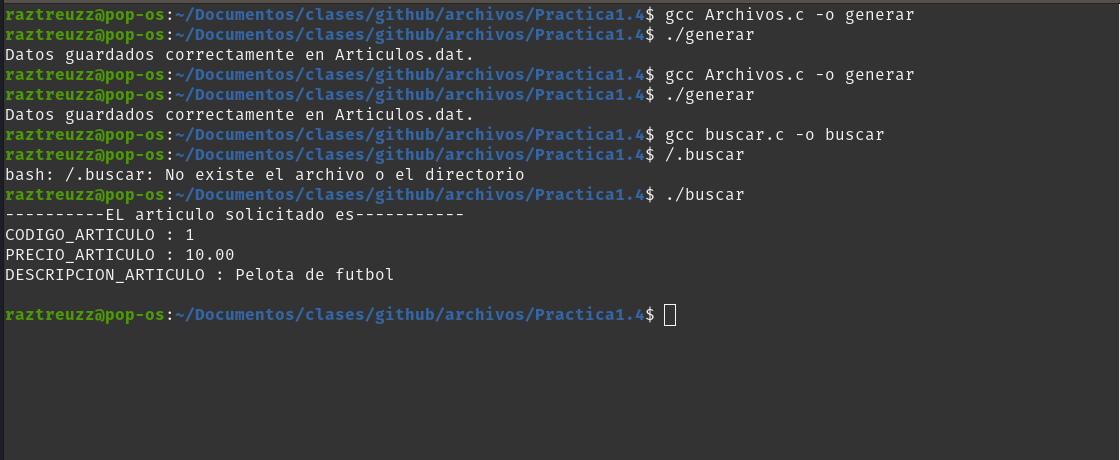 raztreuzz@pop-os:~/Documentos/clases/github/archivos/Practica1.4$ gcc Archivos.c -o generar
raztreuzz@pop-os:~/Documentos/clases/github/archivos/Practica1.4$ ./generar
Datos guardados correctamente en Articulos.dat.
raztreuzz@pop-os:~/Documentos/clases/github/archivos/Practica1.4$ gcc Archivos.c -o generar
raztreuzz@pop-os:~/Documentos/clases/github/archivos/Practica1.4$ ./generar
Datos guardados correctamente en Articulos.dat.
raztreuzz@pop-os:~/Documentos/clases/github/archivos/Practica1.4$ gcc buscar.c -o buscar
raztreuzz@pop-os:~/Documentos/clases/github/archivos/Practica1.4$ /.buscar
bash: /.buscar: No existe el archivo o el directorio
raztreuzz@pop-os:~/Documentos/clases/github/archivos/Practica1.4$ ./buscar
----------EL articulo solicitado es-----------
CODIGO_ARTICULO : 1
PRECIO_ARTICULO : 10.00
DESCRIPCION_ARTICULO : Pelota de futbol
raztreuzz@pop-os:~/Documentos/clases/github/archivos/Practica1.4$